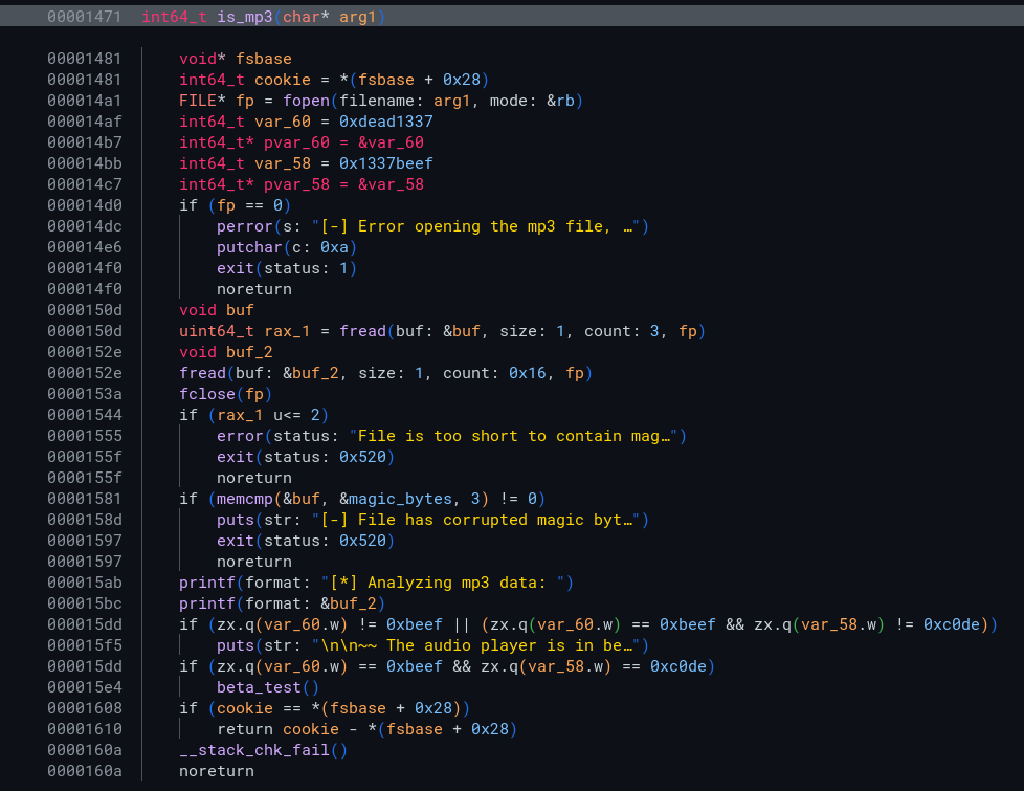 00001471  int64_t is_mp3(char* arg1)
00001481      void* fsbase
00001481      int64_t cookie = *(fsbase + 0x28)
000014a1      FILE* fp = fopen(filename: arg1, mode: &rb)
000014af      int64_t var_60 = 0xdead1337
000014b7      int64_t* pvar_60 = &var_60
000014bb      int64_t var_58 = 0x1337beef
000014c7      int64_t* pvar_58 = &var_58
000014d0      if (fp == 0)
000014dc          perror(s: "[-] Error opening the mp3 file, …")
000014e6          putchar(c: 0xa)
000014f0          exit(status: 1)
000014f0          noreturn
0000150d      void buf
0000150d      uint64_t rax_1 = fread(buf: &buf, size: 1, count: 3, fp)
0000152e      void buf_2
0000152e      fread(buf: &buf_2, size: 1, count: 0x16, fp)
0000153a      fclose(fp)
00001544      if (rax_1 u<= 2)
00001555          error(status: "File is too short to contain mag…")
0000155f          exit(status: 0x520)
0000155f          noreturn
00001581      if (memcmp(&buf, &magic_bytes, 3) != 0)
0000158d          puts(str: "[-] File has corrupted magic byt…")
00001597          exit(status: 0x520)
00001597          noreturn
000015ab      printf(format: "[*] Analyzing mp3 data: ")
000015bc      printf(format: &buf_2)
000015dd      if (zx.q(var_60.w) != 0xbeef || (zx.q(var_60.w) == 0xbeef && zx.q(var_58.w) != 0xc0de))
000015f5          puts(str: "\n\n~~ The audio player is in be…")
000015dd      if (zx.q(var_60.w) == 0xbeef && zx.q(var_58.w) == 0xc0de)
000015e4          beta_test()
00001608      if (cookie == *(fsbase + 0x28))
00001610          return cookie - *(fsbase + 0x28)
0000160a      __stack_chk_fail()
0000160a      noreturn